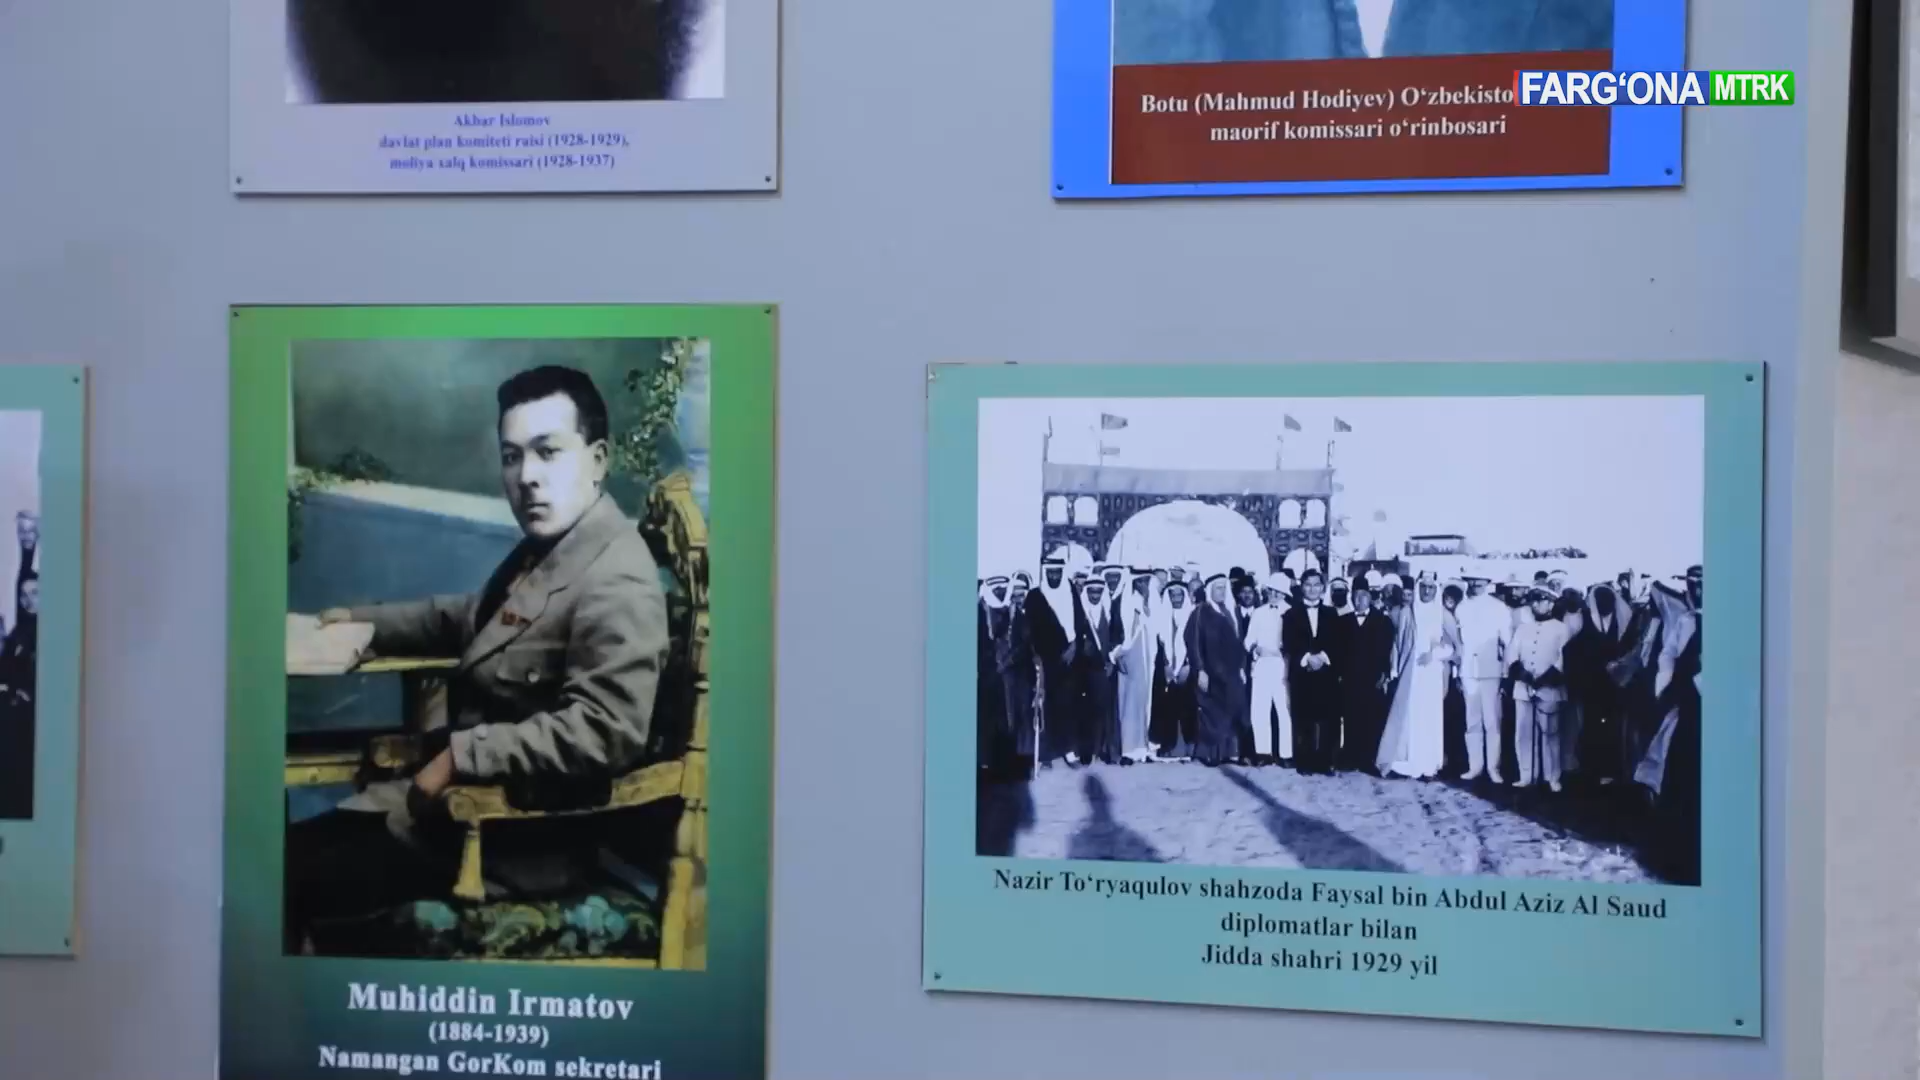 Akbar Islomov
davlat plan komiteti raisi (1928-1929),
moliya xalq komissari (1928-1937)
Botu (Mahmud Hodiyev) O‘zbekisto
maorif komissari o‘rinbosari
FARG‘ONA MTRK
Muhiddin Irmatov
(1884-1939)
Namangan GorKom sekretari
Nazir To‘ryaqulov shahzoda Faysal bin Abdul Aziz Al Saud
diplomatlar bilan
Jidda shahri 1929 yil